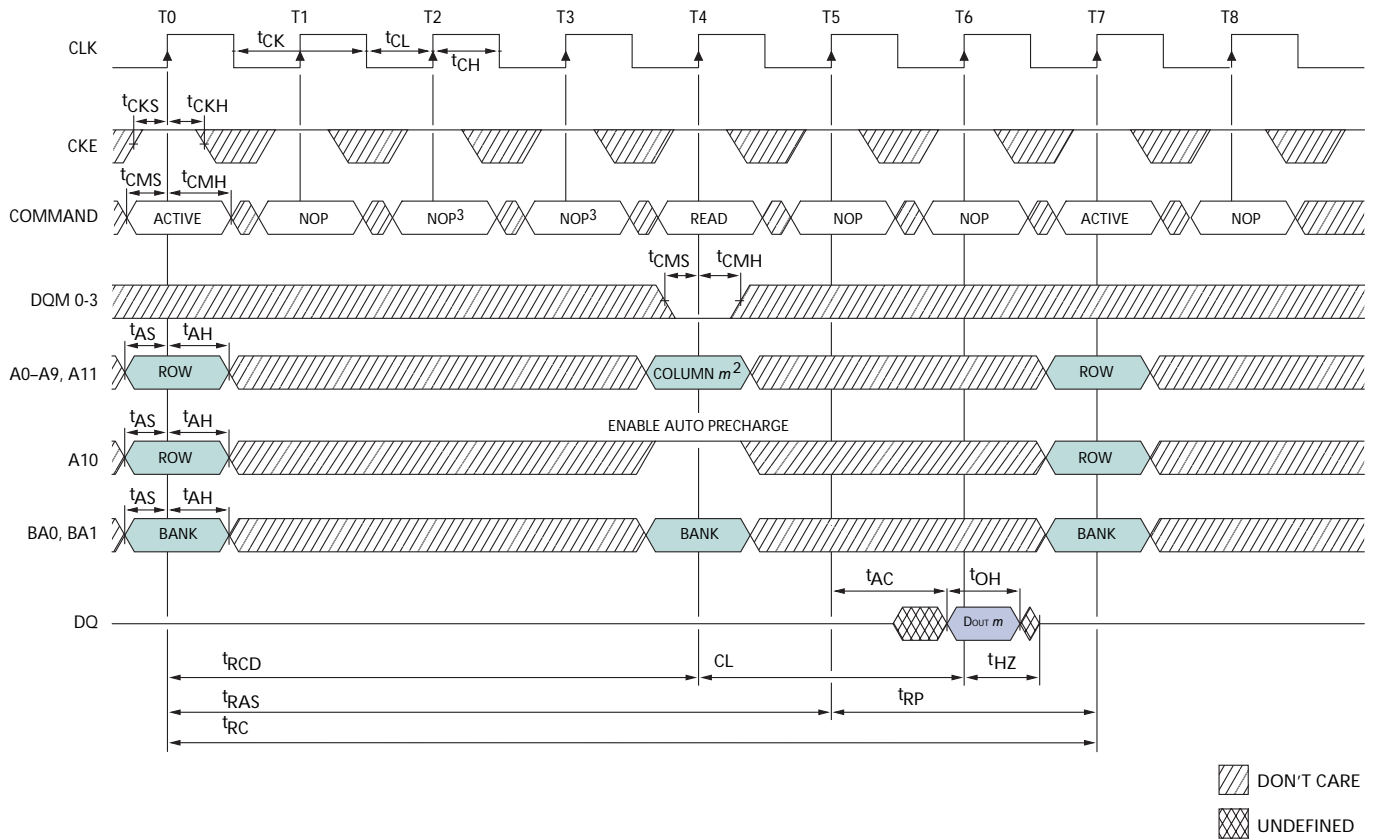 T0 T1 T2 T3 T4 T5 T6 T7 T8
CLK
tCK tCL tCH
tCKS tCKH
CKE
tCMS tCMH
COMMAND ACTIVE NOP NOP3 NOP3 READ NOP NOP ACTIVE NOP
tCMS tCMH
DQM 0-3
tAS tAH
A0–A9, A11 ROW COLUMN m2 ROW
ENABLE AUTO PRECHARGE
tAS tAH
A10 ROW ROW
tAS tAH
BA0, BA1 BANK BANK BANK
tAC tOH
DQ DOUT m
tRCD CL tHZ
tRAS tRP
tRC
DON'T CARE
UNDEFINED